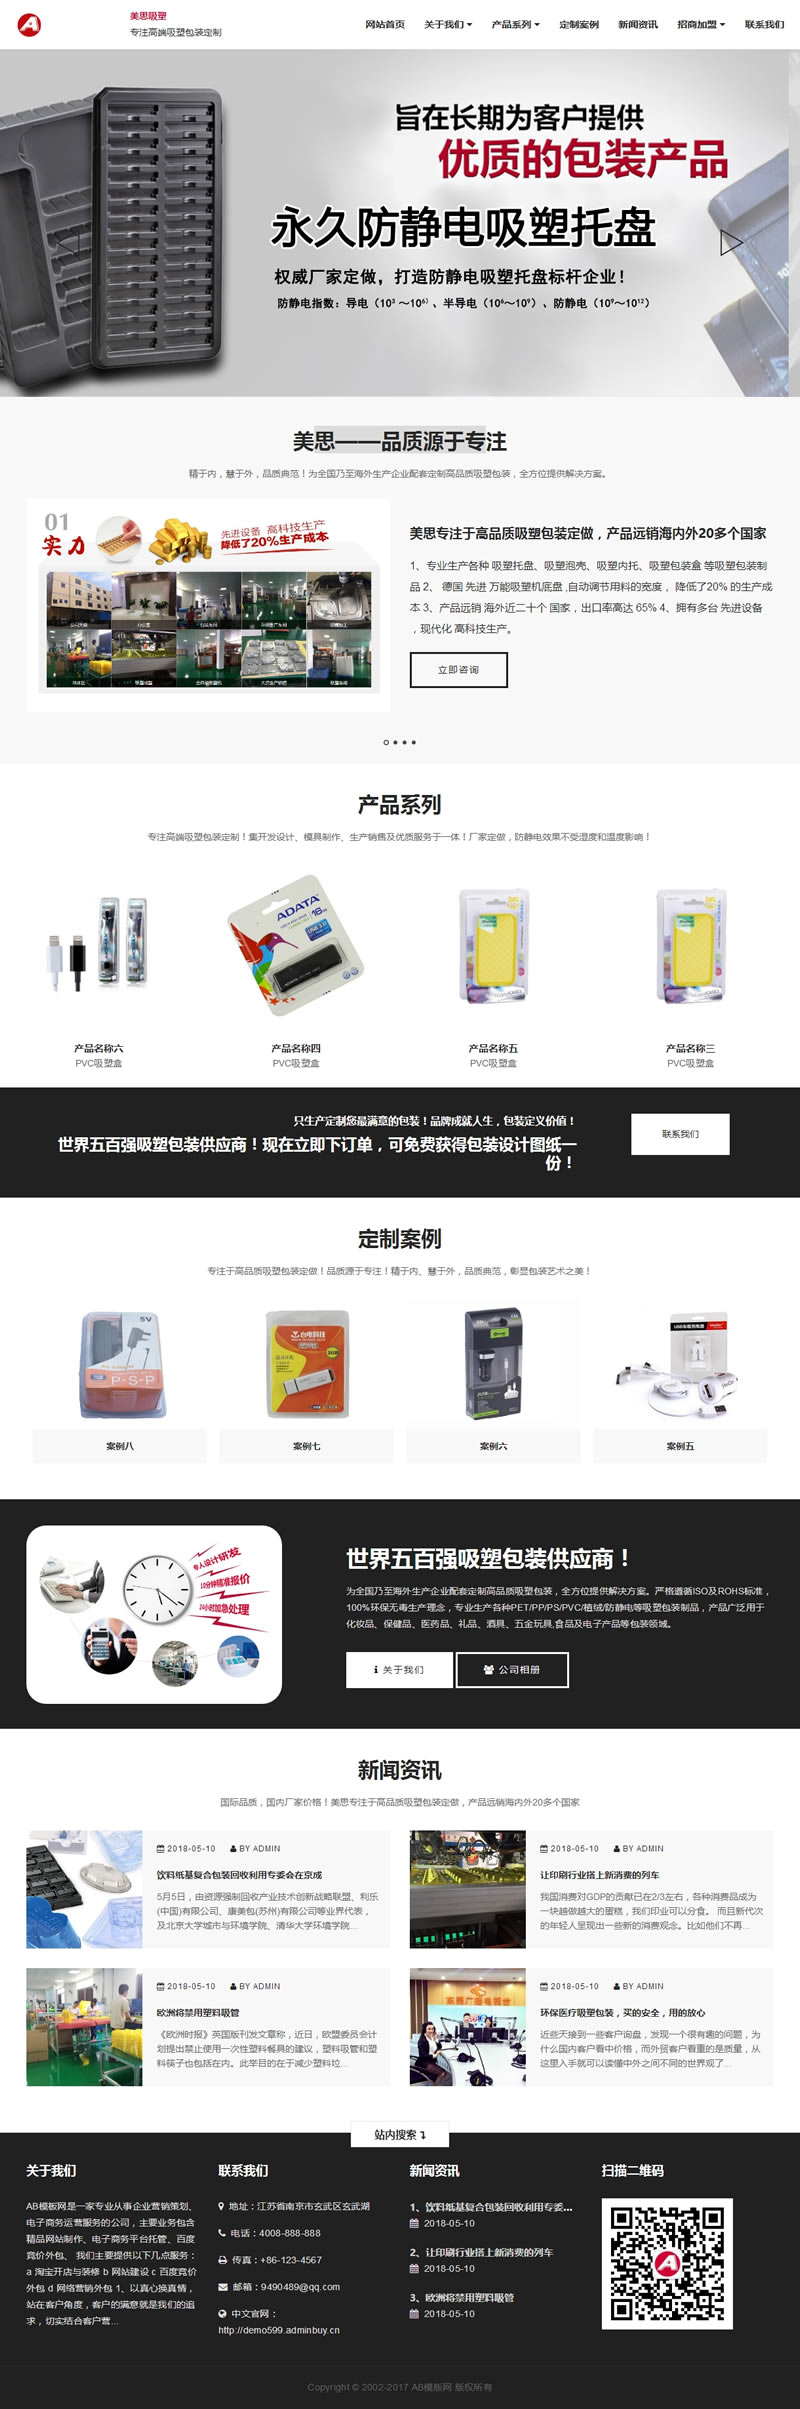 美思吸塑
专注高端吸塑包装定制
网站首页 关于我们 产品系列 定制案例 新闻资讯 招商加盟 联系我们
旨在长期为客户提供
优质的包装产品
永久防静电吸塑托盘
权威厂家定做，打造防静电吸塑托盘标杆企业！
防静电指数：导电（10³～10⁶）、半导电（10⁶～10⁹）、防静电（10⁹～10¹²）
美思——品质源于专注
精于内，慧于外，品质典范！为全国乃至海外生产企业配套定制高品质吸塑包装，全方位提供解决方案。
01
实力
先进设备 高科技生产
降低了20%生产成本
美思专注于高品质吸塑包装定做，产品远销海内外20多个国家
1、专业生产各种 吸塑托盘、吸塑泡壳、吸塑内托、吸塑包装盒 等吸塑包装制
品 2、 德国 先进 万能吸塑机底盘 ,自动调节用料的宽度， 降低了20% 的生产成
本 3、产品远销 海外近二十个 国家，出口率高达 65% 4、拥有多台 先进设备
，现代化 高科技生产。
立即咨询
产品系列
专注高端吸塑包装定制！集开发设计、模具制作、生产销售及优质服务于一体！厂家定做，防静电效果不受湿度和温度影响！
ADATA
16GB
产品名称六 产品名称四 产品名称五 产品名称三
PVC吸塑盒 PVC吸塑盒 PVC吸塑盒 PVC吸塑盒
只生产定制您最满意的包装！品牌成就人生，包装定义价值！
世界五百强吸塑包装供应商！现在立即下订单，可免费获得包装设计图纸一
份！
联系我们
定制案例
专注于高品质吸塑包装定做！品质源于专注！精于内、慧于外，品质典范，彰显包装艺术之美！
5V
P-S-P
台电科技
案例八 案例七 案例六 案例五
专人设计研发
10分钟精准报价
24小时加急处理
世界五百强吸塑包装供应商！
为全国乃至海外生产企业配套定制高品质吸塑包装，全方位提供解决方案。严格遵循ISO及ROHS标准，
100%环保无毒生产理念，专业生产各种PET/PP/PS/PVC/植绒/防静电等吸塑包装制品，产品广泛用于
化妆品、保健品、医药品、礼品、酒具、五金玩具,食品及电子产品等包装领域。
关于我们 公司相册
新闻资讯
国际品质，国内厂家价格！美思专注于高品质吸塑包装定做，产品远销海内外20多个国家
2018-05-10 BY ADMIN
饮料纸基复合包装回收利用专委会在京成
5月5日，由资源强制回收产业技术创新战略联盟、利乐
(中国)有限公司、康美包(苏州)有限公司等业界代表，
及北京大学城市与环境学院、清华大学环境学院...
2018-05-10 BY ADMIN
让印刷行业搭上新消费的列车
我国消费对GDP的贡献已在2/3左右，各种消费品成为
一块越做越大的蛋糕，我们印业可以分食。 而且新代次
的年轻人呈现出一些新的消费观念。比如他们不再...
2018-05-10 BY ADMIN
欧洲将禁用塑料吸管
《欧洲时报》英国版刊发文章称，近日，欧盟委员会计
划提出禁止使用一次性塑料餐具的建议，塑料吸管和塑
料筷子也包括在内。此举目的在于减少塑料垃...
2018-05-10 BY ADMIN
环保医疗吸塑包装，买的安全，用的放心
近些天接到一些客户询盘，发现一个很有趣的问题，为
什么国内客户看中价格，而外贸客户看重的是质量，从
这里入手就可以读懂中外之间不同的世界观了...
站内搜索
关于我们
AB模板网是一家专业从事企业营销策划、
电子商务运营服务的公司，主要业务包含
精品网站制作、电子商务平台托管、百度
竞价外包、 我们主要提供以下几点服务：
a 淘宝开店与装修 b 网站建设 c 百度竞价
外包 d 网络营销外包 1、以真心换真情，
站在客户角度，客户的满意就是我们的追
求，切实结合客户营...
联系我们
地址：江苏省南京市玄武区玄武湖
电话：4008-888-888
传真：+86-123-4567
邮箱：9490489@qq.com
中文官网：
http://demo599.adminbuy.cn
新闻资讯
1、饮料纸基复合包装回收利用专委...
2018-05-10
2、让印刷行业搭上新消费的列车
2018-05-10
3、欧洲将禁用塑料吸管
2018-05-10
扫描二维码
Copyright © 2002-2017 AB模版网 版权所有